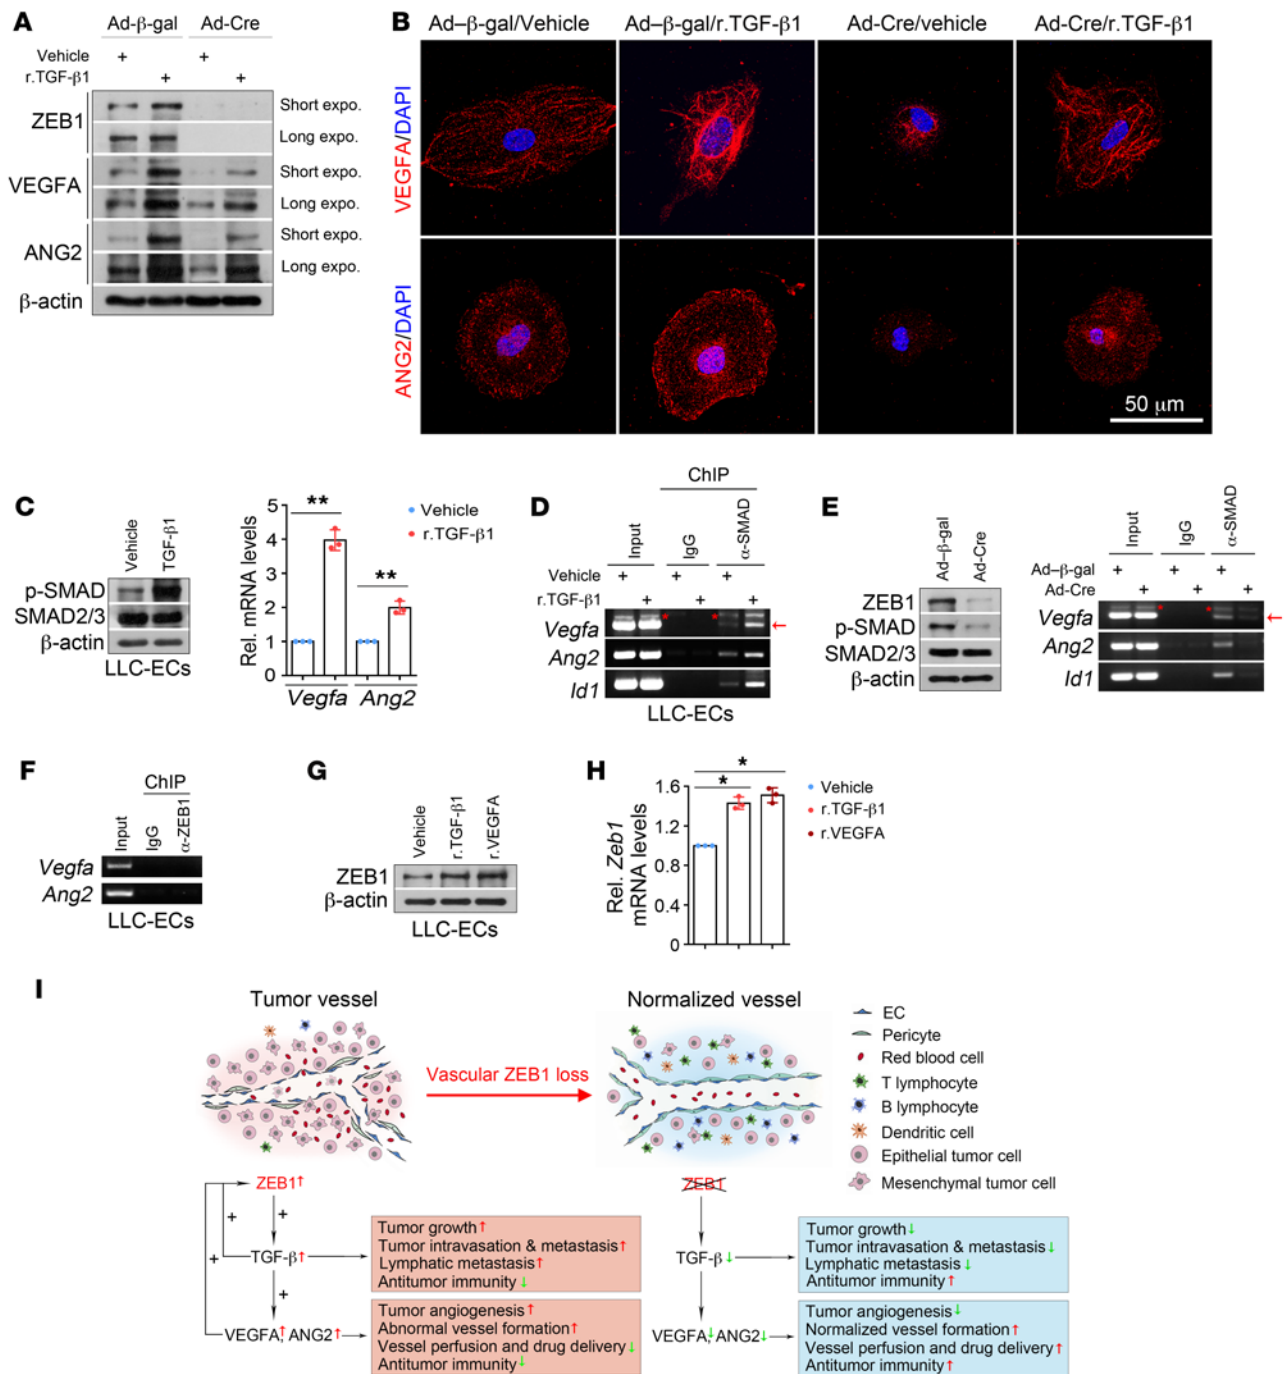 A
Ad-β-gal Ad-Cre
Vehicle + +
r.TGF-β1 + +
ZEB1
Short expo.
Long expo.
VEGFA
Short expo.
Long expo.
ANG2
Short expo.
Long expo.
β-actin
B
Ad–β-gal/Vehicle Ad–β-gal/r.TGF-β1 Ad-Cre/vehicle Ad-Cre/r.TGF-β1
VEGFA/DAPI
ANG2/DAPI
50 μm
C
Vehicle TGF-β1
p-SMAD
SMAD2/3
β-actin
LLC-ECs
Rel. mRNA levels
5
4
3
2
1
0
** **
Vegfa Ang2
Vehicle
r.TGF-β1
D
ChIP
Input IgG α-SMAD
Vehicle + + +
r.TGF-β1 + + +
Vegfa * * ←
Ang2
Id1
LLC-ECs
E
Ad–β-gal Ad-Cre
ZEB1
p-SMAD
SMAD2/3
β-actin
Input IgG α-SMAD
Ad–β-gal + + +
Ad-Cre + + +
Vegfa * * ←
Ang2
Id1
F
ChIP
Input IgG α-ZEB1
Vegfa
Ang2
LLC-ECs
G
Vehicle r.TGF-β1 r.VEGFA
ZEB1
β-actin
LLC-ECs
H
Rel. Zeb1
mRNA levels
1.6
1.2
0.8
0.4
0
*
*
Vehicle
r.TGF-β1
r.VEGFA
I
Tumor vessel
Vascular ZEB1 loss
Normalized vessel
EC
Pericyte
Red blood cell
T lymphocyte
B lymphocyte
Dendritic cell
Epithelial tumor cell
Mesenchymal tumor cell
ZEB1↑
+
+
+
TGF-β↑
+
VEGFA↑, ANG2↑
Tumor growth↑
Tumor intravasation & metastasis↑
Lymphatic metastasis↑
Antitumor immunity↓
Tumor angiogenesis↑
Abnormal vessel formation↑
Vessel perfusion and drug delivery↓
Antitumor immunity↓
ZEB1
TGF-β↓
VEGFA↓, ANG2↓
Tumor growth↓
Tumor intravasation & metastasis↓
Lymphatic metastasis↓
Antitumor immunity↑
Tumor angiogenesis↓
Normalized vessel formation↑
Vessel perfusion and drug delivery↑
Antitumor immunity↑